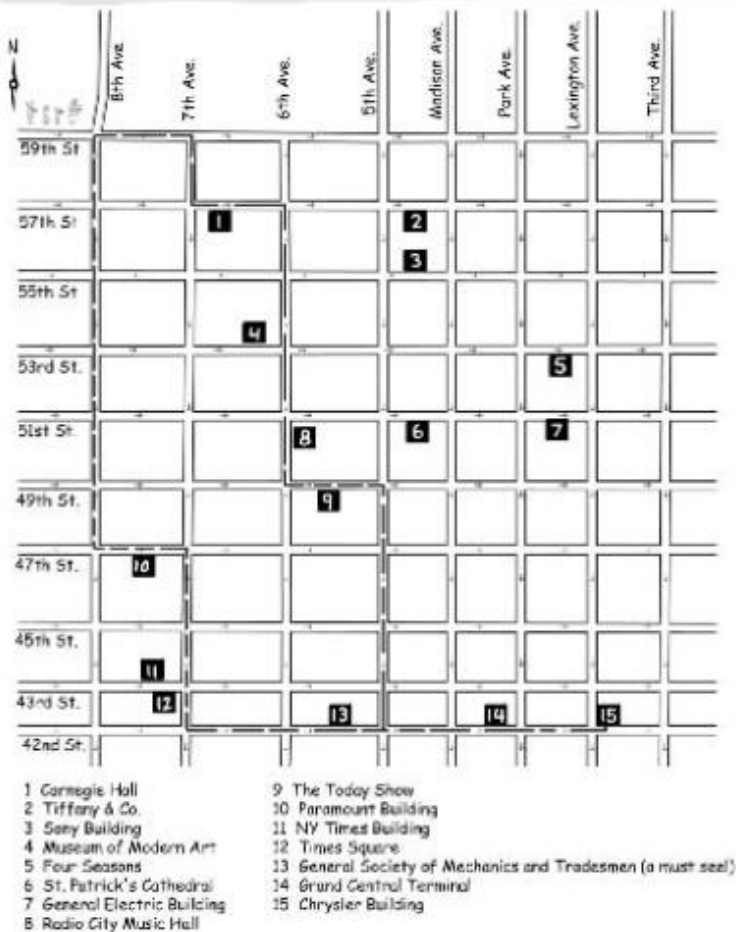 N
8th Ave.
7th Ave.
6th Ave.
5th Ave.
Madison Ave.
Park Ave.
Lexington Ave.
Third Ave.
59th St
57th St
55th St
53rd St.
51st St.
49th St.
47th St.
45th St.
43rd St.
42nd St.
1
2
3
4
5
6
7
8
9
10
11
12
13
14
15
1 Carnegie Hall
2 Tiffany & Co.
3 Sony Building
4 Museum of Modern Art
5 Four Seasons
6 St. Patrick's Cathedral
7 General Electric Building
8 Radio City Music Hall
9 The Today Show
10 Paramount Building
11 NY Times Building
12 Times Square
13 General Society of Mechanics and Tradesmen (a must see!)
14 Grand Central Terminal
15 Chrysler Building